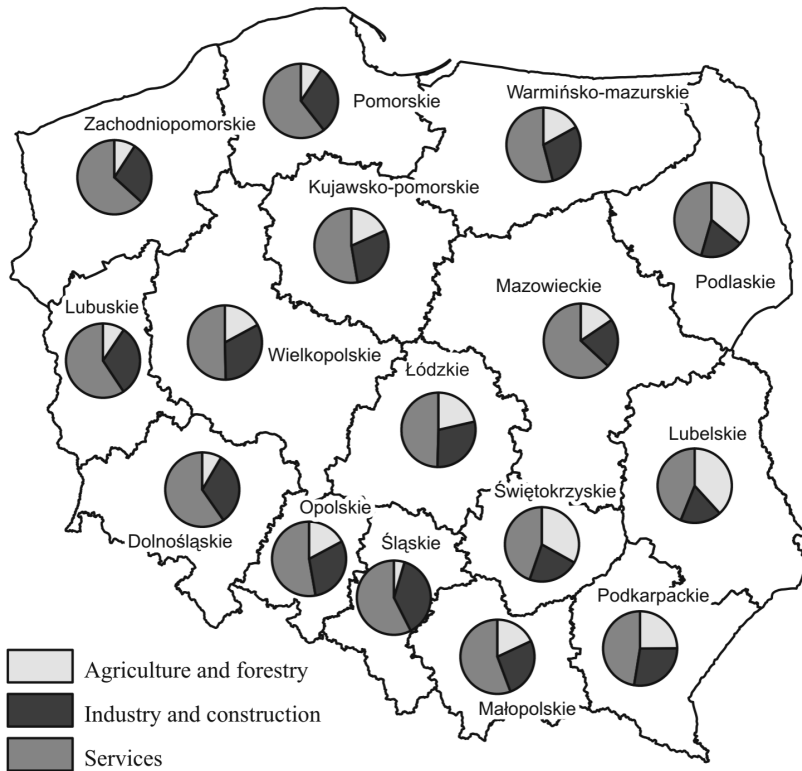 Pomorskie
Warmińsko-mazurskie
Zachodniopomorskie
Kujawsko-pomorskie
Podlaskie
Mazowieckie
Lubuskie
Wielkopolskie
Łódzkie
Lubelskie
Świętokrzyskie
Opolskie
Dolnośląskie
Śląskie
Podkarpackie
Małopolskie
Agriculture and forestry
Industry and construction
Services